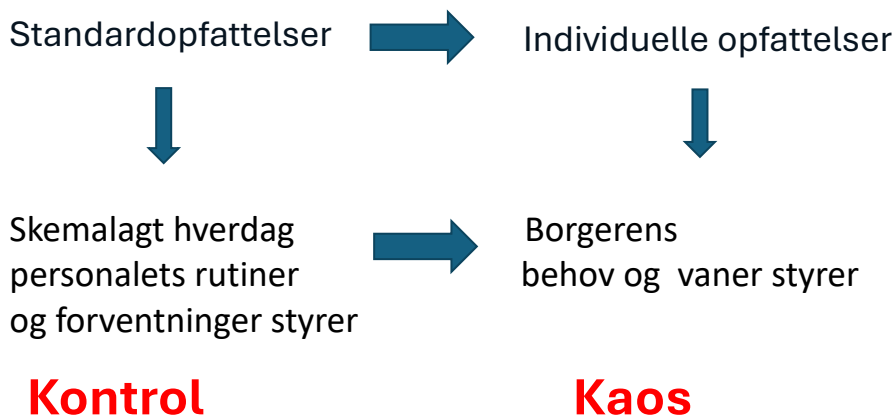 Standardopfattelser
Individuelle opfattelser
Skemalagt hverdag
personalets rutiner
og forventninger styrer
Borgerens
behov og vaner styrer
Kontrol
Kaos